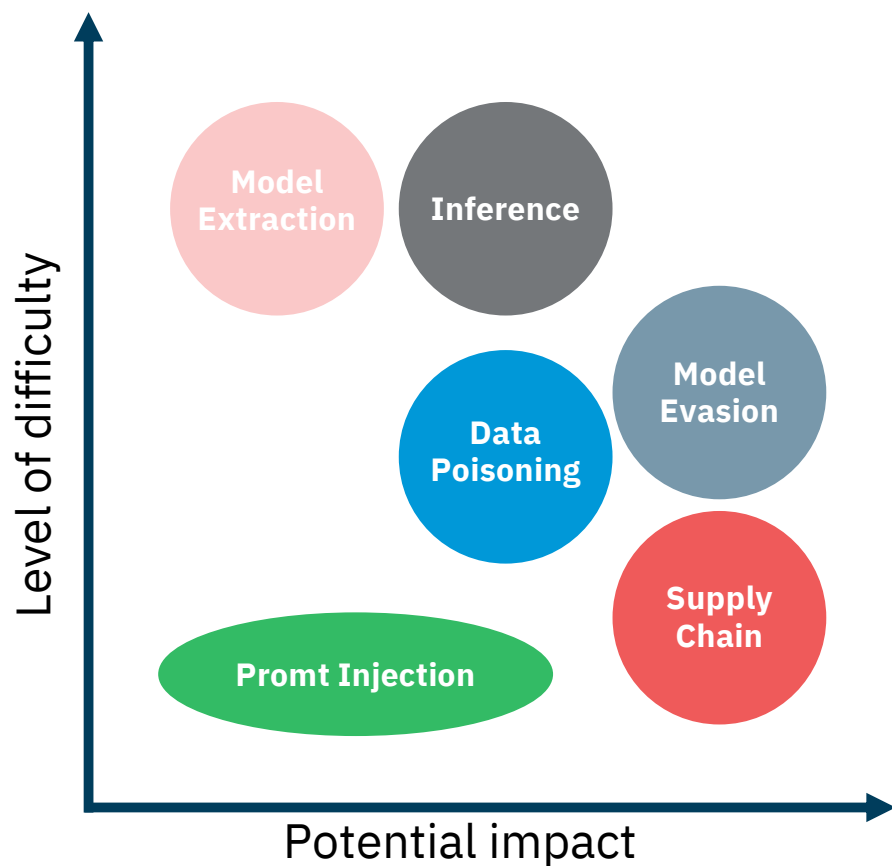 Level of difficulty
Model
Extraction
Inference
Model
Evasion
Data
Poisoning
Supply
Chain
Promt Injection
Potential impact